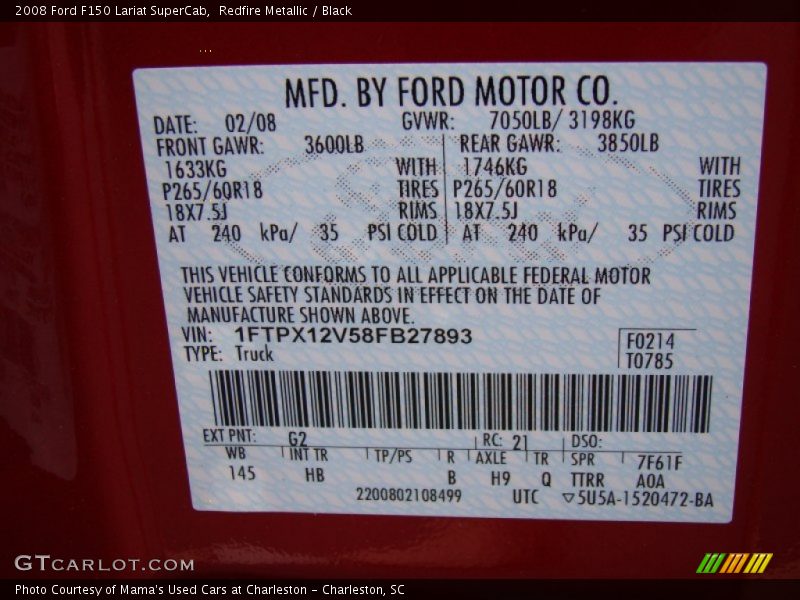 2008 Ford F150 Lariat SuperCab,  Redfire Metallic / Black
MFD. BY FORD MOTOR CO.
DATE: 02/08 GVWR: 7050LB/ 3198KG
FRONT GAWR: 3600LB REAR GAWR: 3850LB
1633KG WITH 1746KG WITH
P265/60R18 TIRES P265/60R18 TIRES
18X7.5J RIMS 18X7.5J RIMS
AT 240 kPa/ 35 PSI COLD AT 240 kPa/ 35 PSI COLD
THIS VEHICLE CONFORMS TO ALL APPLICABLE FEDERAL MOTOR
VEHICLE SAFETY STANDARDS IN EFFECT ON THE DATE OF
MANUFACTURE SHOWN ABOVE.
VIN: 1FTPX12V58FB27893
F0214
TYPE: Truck
T0785
EXT PNT: G2 RC: 21 DSO:
WB INT TR TP/PS R AXLE TR SPR 7F61F
145 HB B H9 Q TTRR A0A
2200802108499 UTC ▽5U5A-1520472-BA
GTCARLOT.COM
Photo Courtesy of Mama's Used Cars at Charleston - Charleston, SC